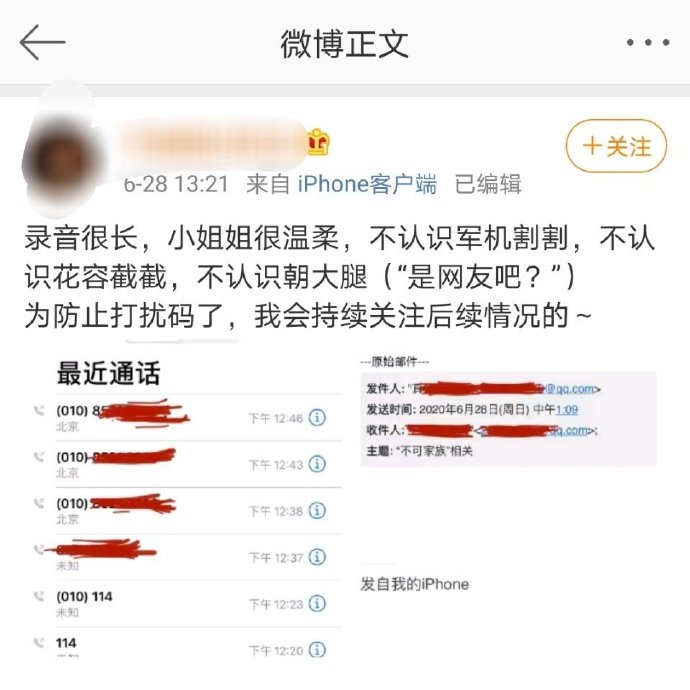 微博正文
+关注
6-28 13:21 来自 iPhone客户端 已编辑
录音很长，小姐姐很温柔，不认识军机割割，不认
识花容截截，不认识朝大腿（“是网友吧？”）
为防止打扰码了，我会持续关注后续情况的～
最近通话
(010) 85
北京
下午 12:46
(010)
北京
下午 12:43
(010)
北京
下午 12:38
未知
下午 12:37
(010) 114
未知
下午 12:23
114
下午 12:20
---原始邮件---
发件人: "真 @qq.com>
发送时间: 2020年6月28日(周日) 中午1:09
收件人: qq.com>;
主题: "不可家族"相关
发自我的iPhone